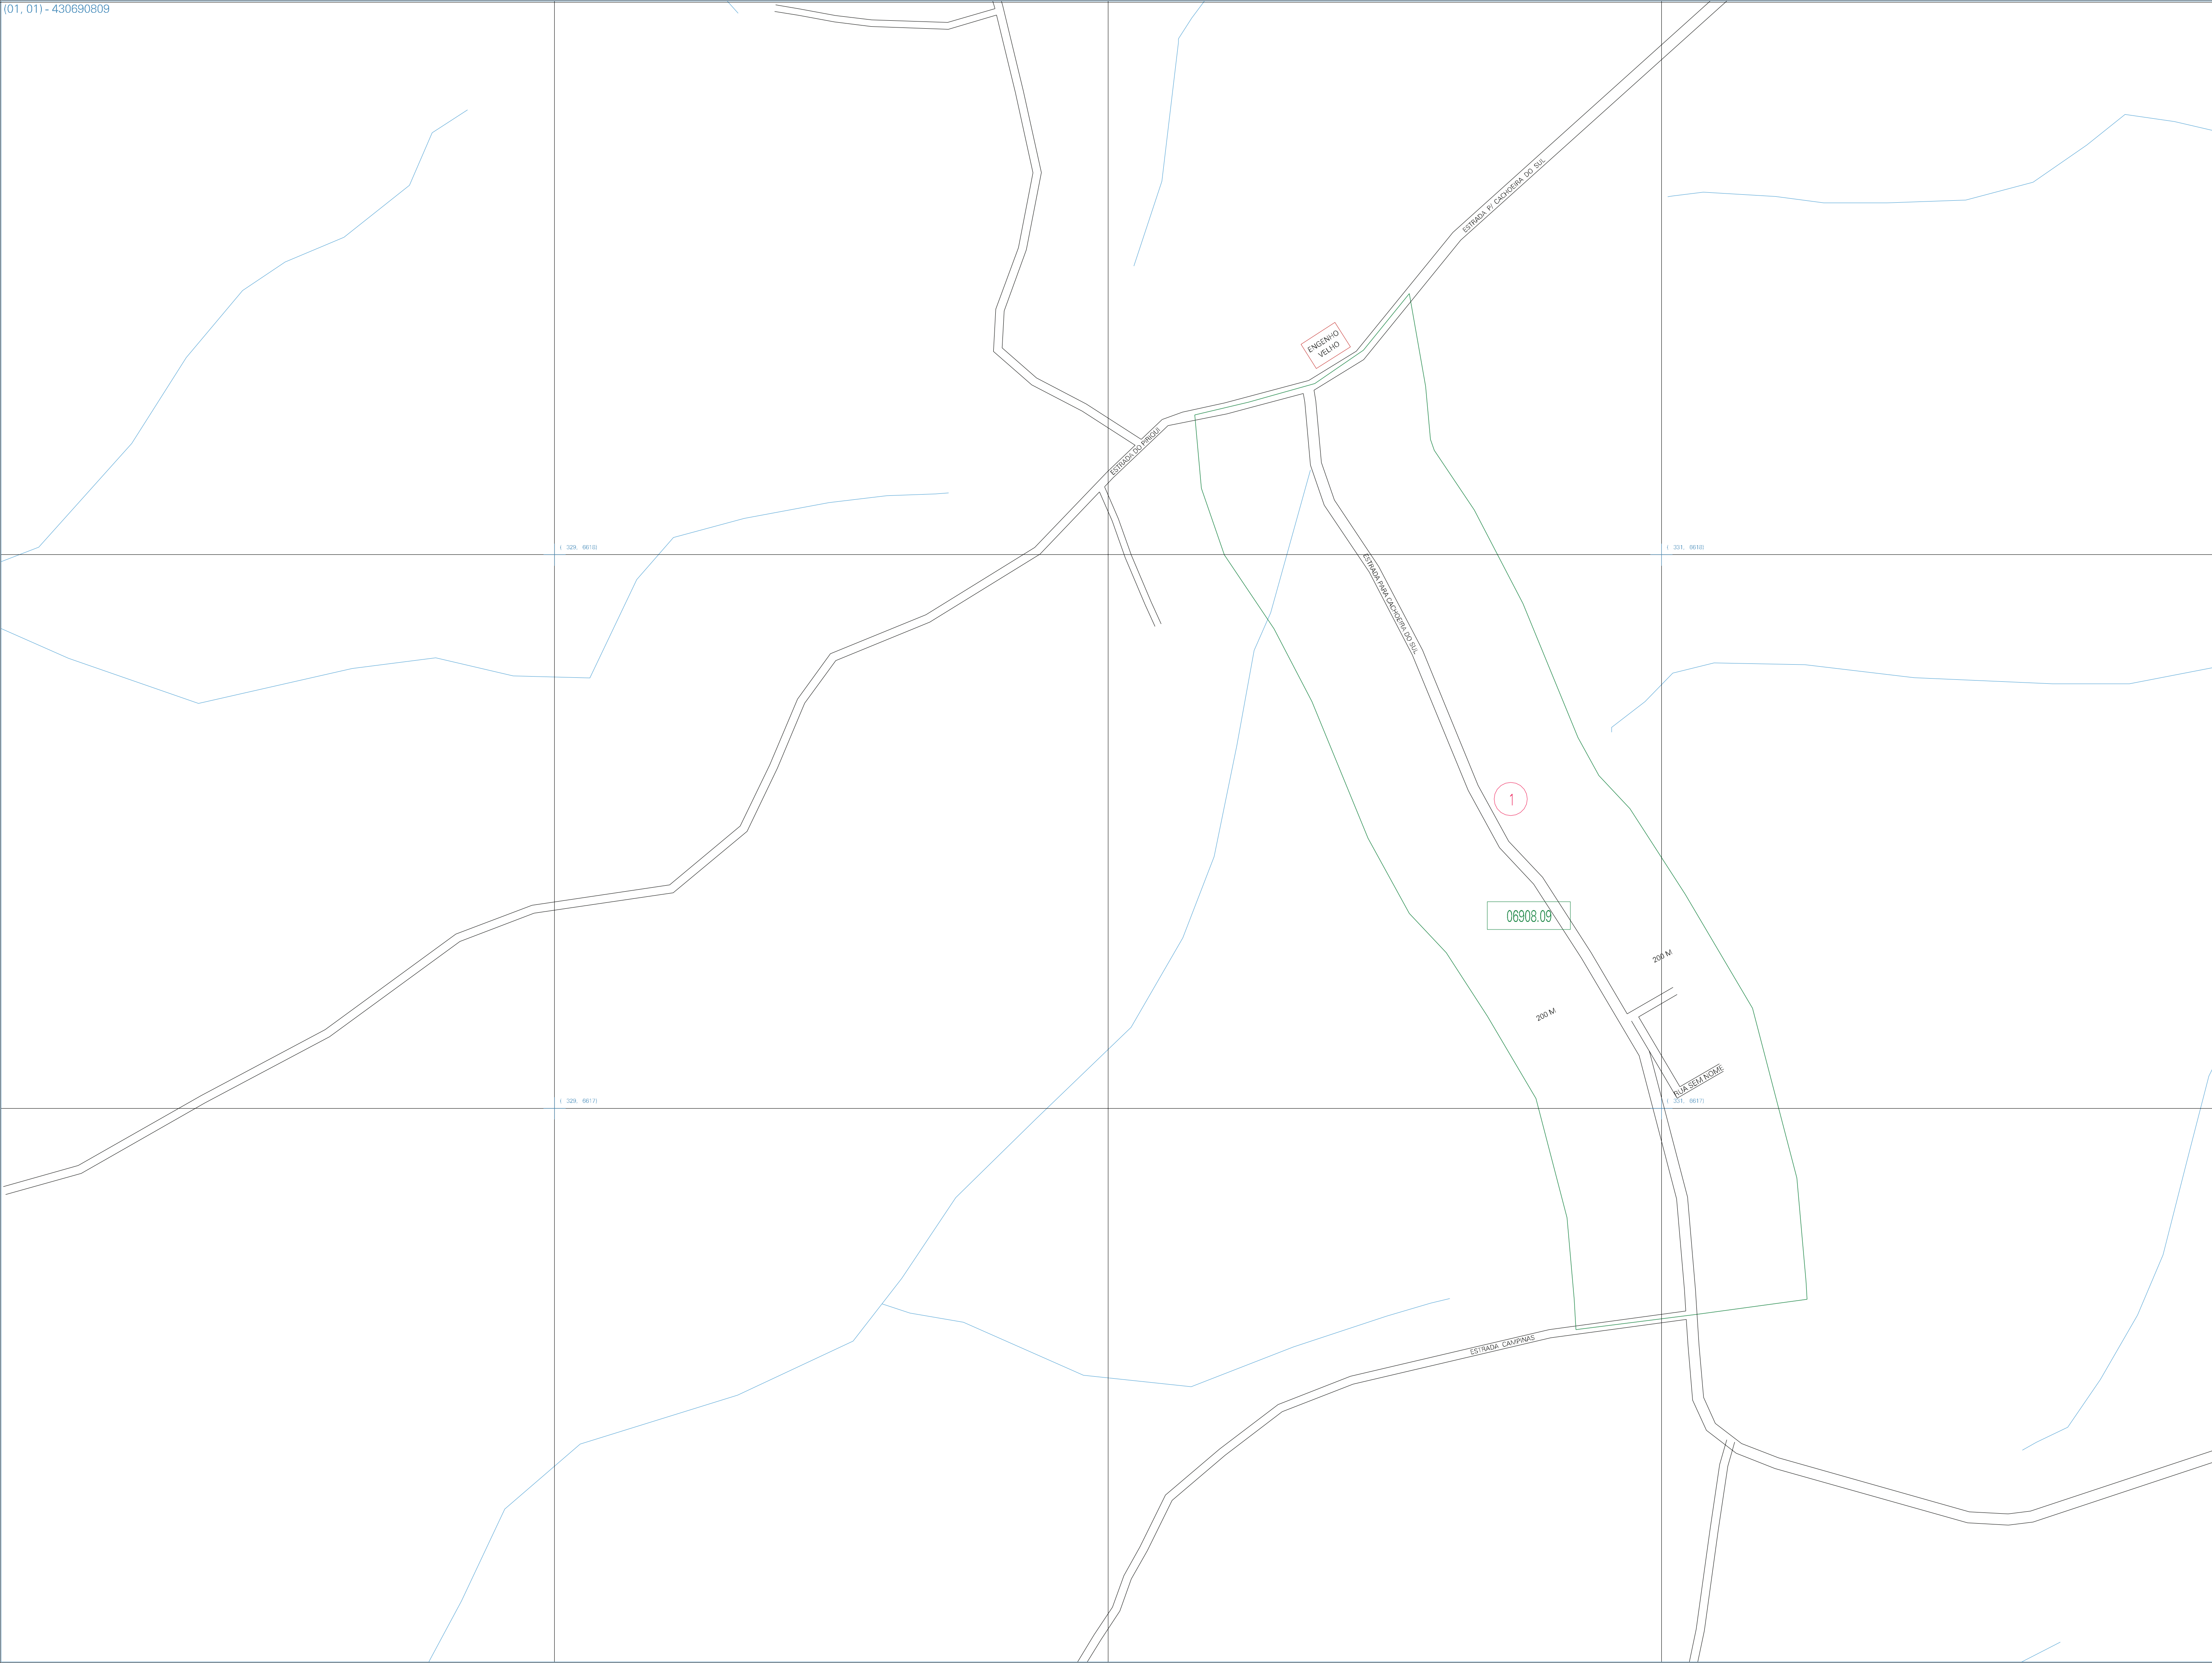 (01, 01) - 430690809
ESTRADA P/ CACHOEIRA DO SUL
ENGENHO
VELHO
ESTRADA DO PIRIQUI
( 329, 6618)
( 331, 6618)
ESTRADA PARA CACHOEIRA DO SUL
1
06908.09
200 M
200 M
RUA SEM NOME
( 329, 6617)
( 331, 6617)
ESTRADA CAMPINAS